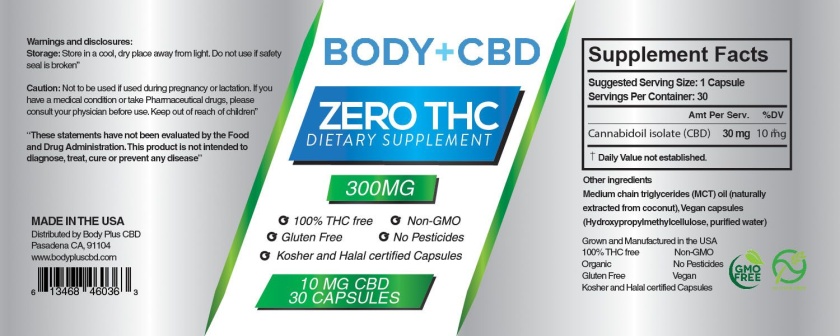 Warnings and disclosures:
Storage: Store in a cool, dry place away from light. Do not use if safety
seal is broken"
Caution: Not to be used if used during pregnancy or lactation. If you
have a medical condition or take Pharmaceutical drugs, please
consult your physician before use. Keep out of reach of children"
"These statements have not been evaluated by the Food
and Drug Administration. This product is not intended to
diagnose, treat, cure or prevent any disease"
MADE IN THE USA
Distributed by Body Plus CBD
Pasadena CA, 91104
www.bodypluscbd.com
6 13468 46036 3
BODY+CBD
ZERO THC
DIETARY SUPPLEMENT
300MG
100% THC free Non-GMO
Gluten Free No Pesticides
Kosher and Halal certified Capsules
10 MG CBD
30 CAPSULES
Supplement Facts
Suggested Serving Size: 1 Capsule
Servings Per Container: 30
Amt Per Serv. %DV
Cannabidoil isolate (CBD) 30 mg 10 mg
† Daily Value not established.
Other ingredients
Medium chain triglycerides (MCT) oil (naturally
extracted from coconut), Vegan capsules
(Hydroxypropylmethylcellulose, purified water)
Grown and Manufactured in the USA
100% THC free Non-GMO
Organic No Pesticides
Gluten Free Vegan
Kosher and Halal certified Capsules
GMO
FREE